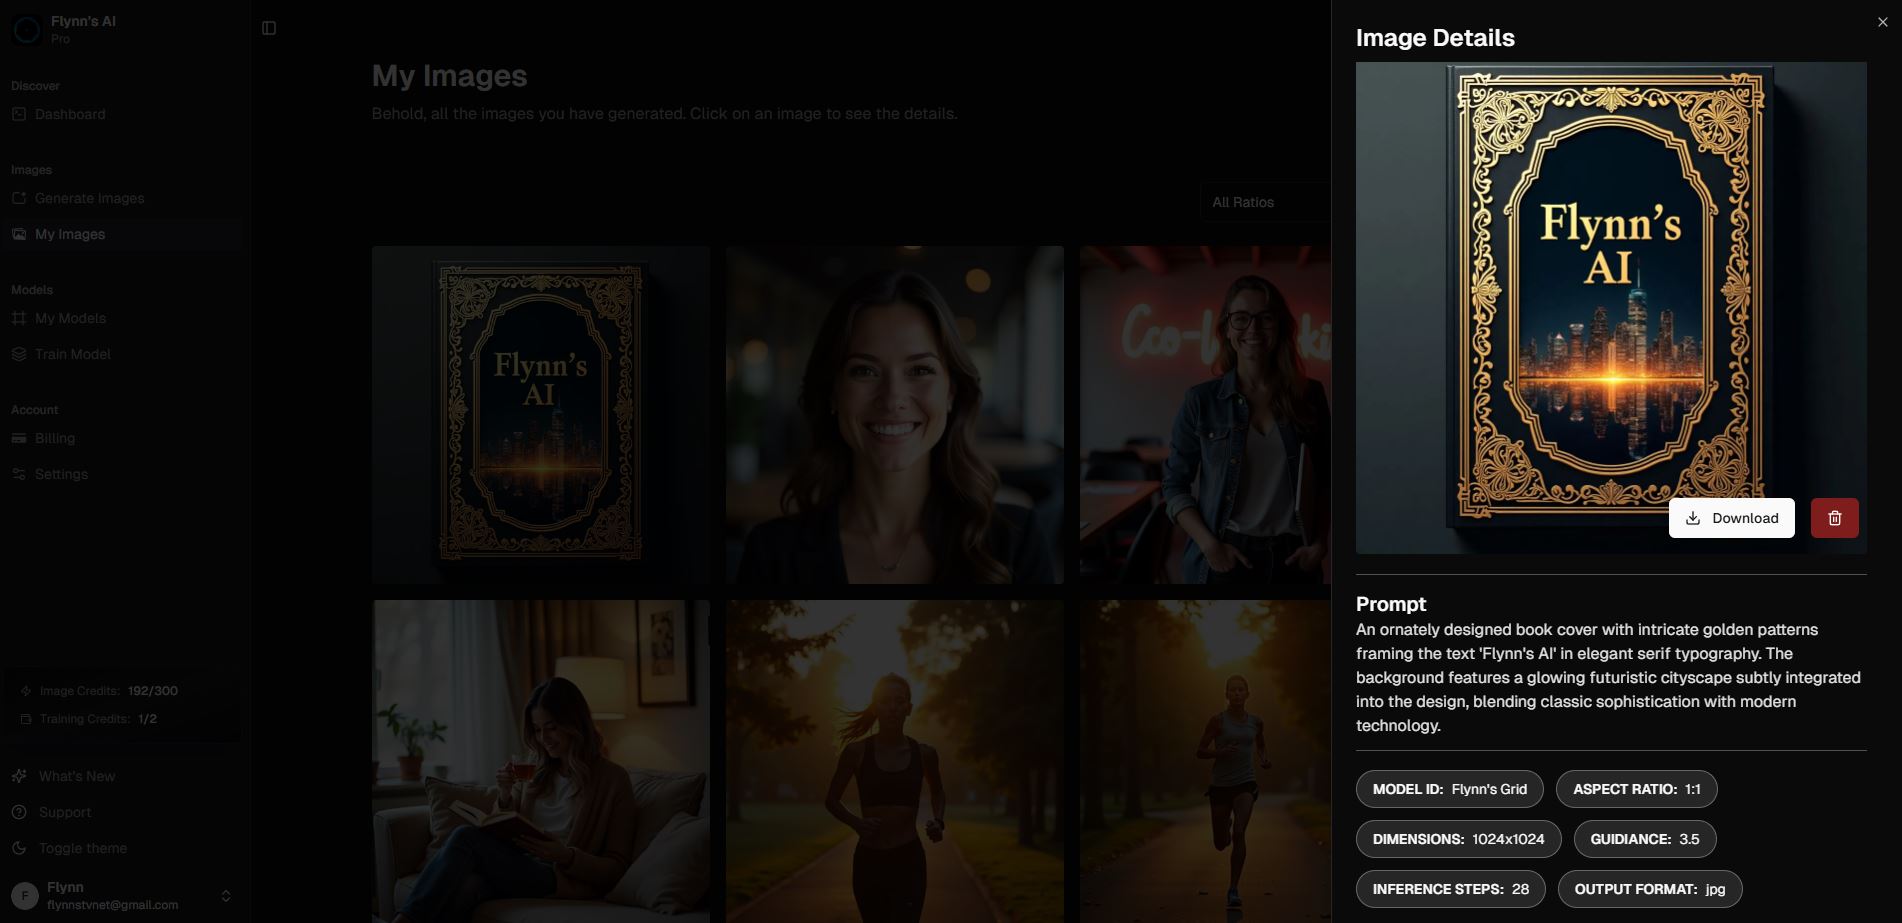 Flynn's AI
Pro
Discover
Dashboard
Images
Generate Images
My Images
Models
My Models
Train Model
Account
Billing
Settings
Image Credits: 192/300
Training Credits: 1/2
What's New
Support
Toggle theme
F
Flynn
flynnstvnet@gmail.com
My Images
Behold, all the images you have generated. Click on an image to see the details.
All Ratios
Flynn's
AI
Cco-
ki
Image Details
Flynn's
AI
Download
Prompt
An ornately designed book cover with intricate golden patterns
framing the text 'Flynn's AI' in elegant serif typography. The
background features a glowing futuristic cityscape subtly integrated
into the design, blending classic sophistication with modern
technology.
MODEL ID: Flynn's Grid
ASPECT RATIO: 1:1
DIMENSIONS: 1024x1024
GUIDIANCE: 3.5
INFERENCE STEPS: 28
OUTPUT FORMAT: jpg